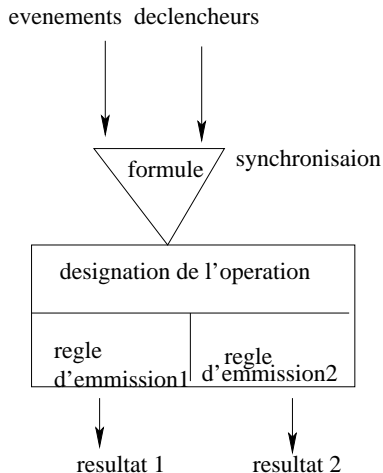 evenements declencheurs
formule
synchronisaion
designation de l'operation
regle
d'emmission1
regle
d'emmission2
resultat 1
resultat 2